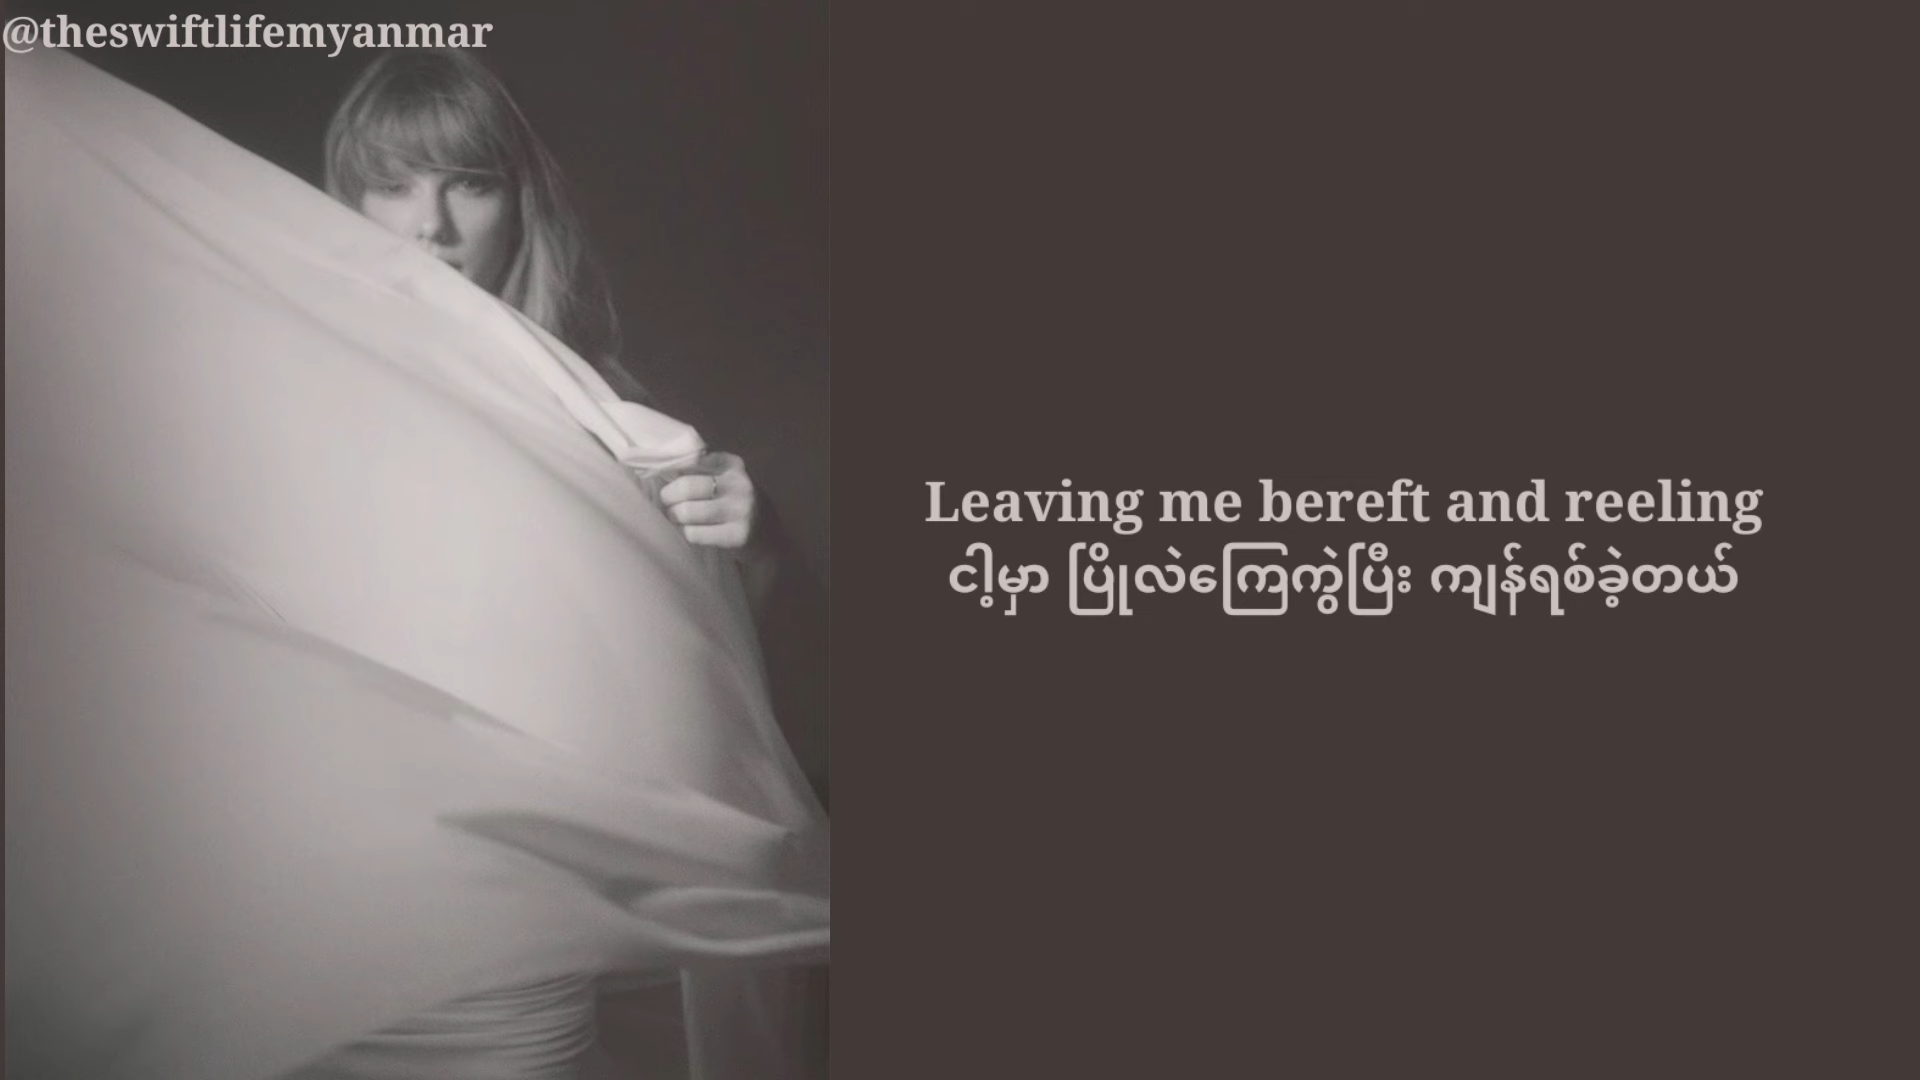 @theswiftlifemyanmar
Leaving me bereft and reeling
ငါ့မှာ ပြိုလဲကြေကွဲပြီး ကျန်ရစ်ခဲ့တယ်